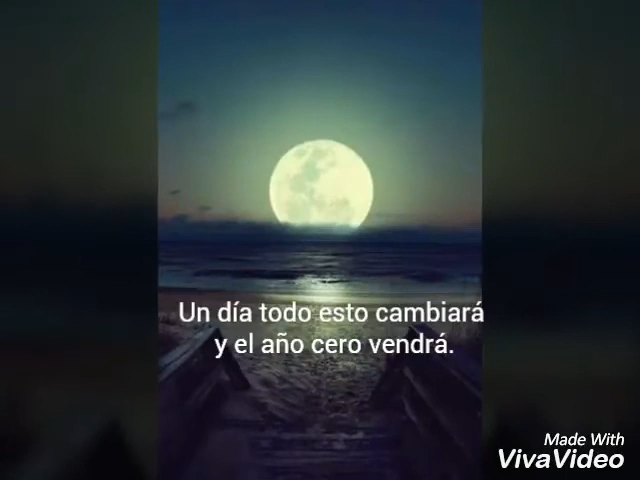 Un día todo esto cambiará
y el año cero vendrá.
Made With
VivaVideo